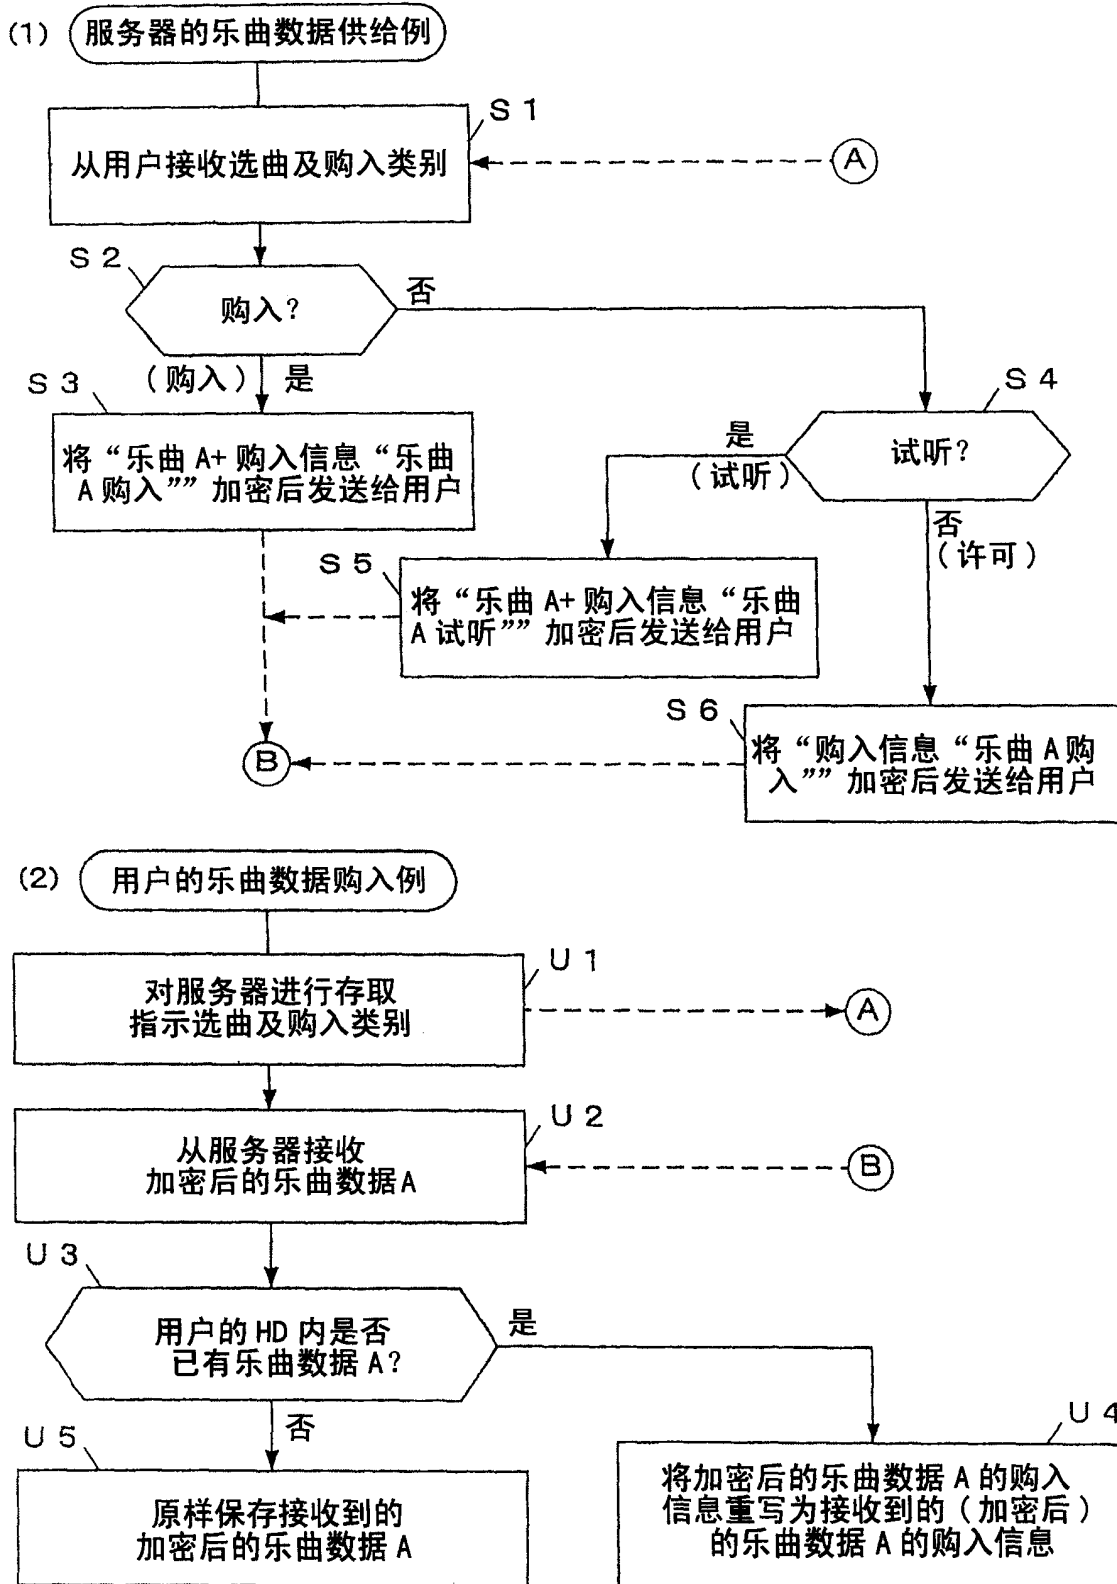 (1) 服务器的乐曲数据供给例
S 1
从用户接收选曲及购入类别
A
S 2
购入?
否
(购入) 是
S 3
将“乐曲 A+ 购入信息“乐曲
A 购入”” 加密后发送给用户
S 4
试听?
是
(试听)
否
(许可)
S 5
将“乐曲 A+ 购入信息“乐曲
A 试听”” 加密后发送给用户
S 6
将“购入信息“乐曲 A 购
入”” 加密后发送给用户
B
(2) 用户的乐曲数据购入例
U 1
对服务器进行存取
指示选曲及购入类别
A
U 2
从服务器接收
加密后的乐曲数据 A
B
U 3
用户的 HD 内是否
已有乐曲数据 A?
是
否
U 5
原样保存接收到的
加密后的乐曲数据 A
U 4
将加密后的乐曲数据 A 的购入
信息重写为接收到的(加密后)
的乐曲数据 A 的购入信息